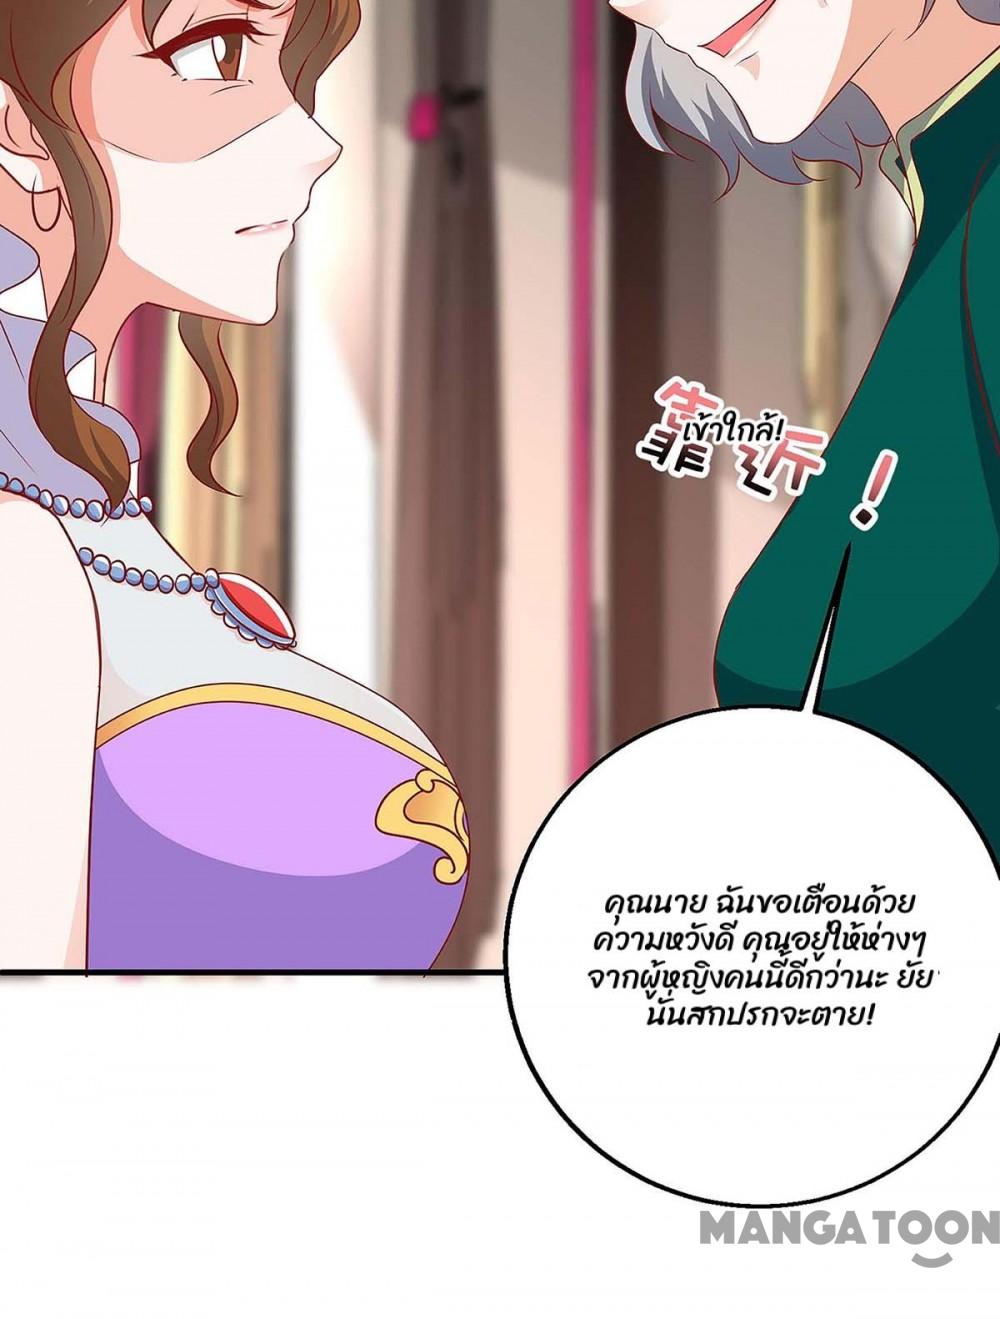 靠近!
เข้าใกล้!
คุณนาย ฉันขอเตือนด้วย
ความหวังดี คุณอยู่ให้ห่างๆ
จากผู้หญิงคนนี้ดีกว่านะ ยัย
นั่นสกปรกจะตาย!
MANGATOON